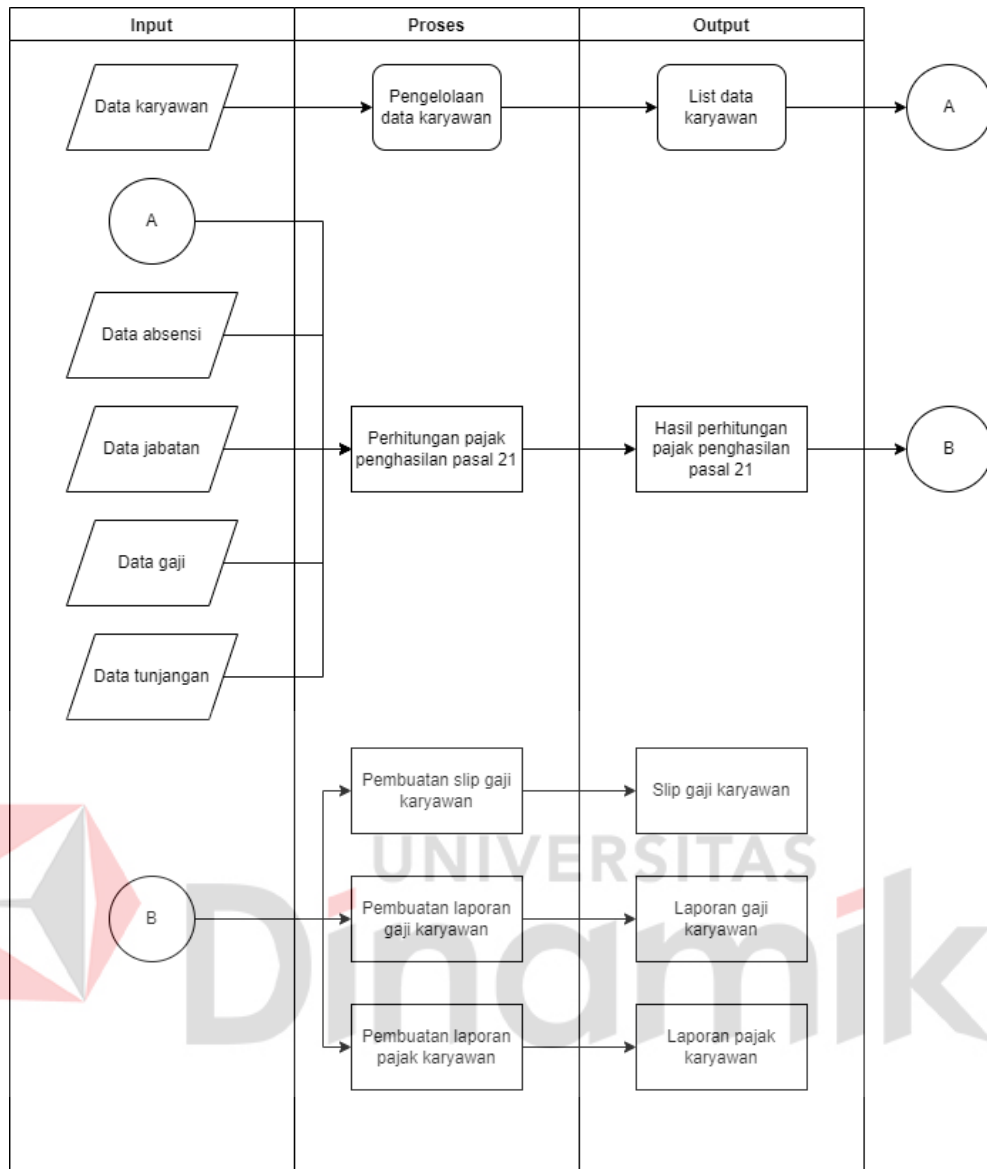 Input
Proses
Output
Data karyawan
Pengelolaan
data karyawan
List data
karyawan
A
A
Data absensi
Data jabatan
Perhitungan pajak
penghasilan pasal 21
Hasil perhitungan
pajak penghasilan
pasal 21
B
Data gaji
Data tunjangan
Pembuatan slip gaji
karyawan
Slip gaji karyawan
UNIVERSITAS
Dinamik
B
Pembuatan laporan
gaji karyawan
Laporan gaji
karyawan
Pembuatan laporan
pajak karyawan
Laporan pajak
karyawan